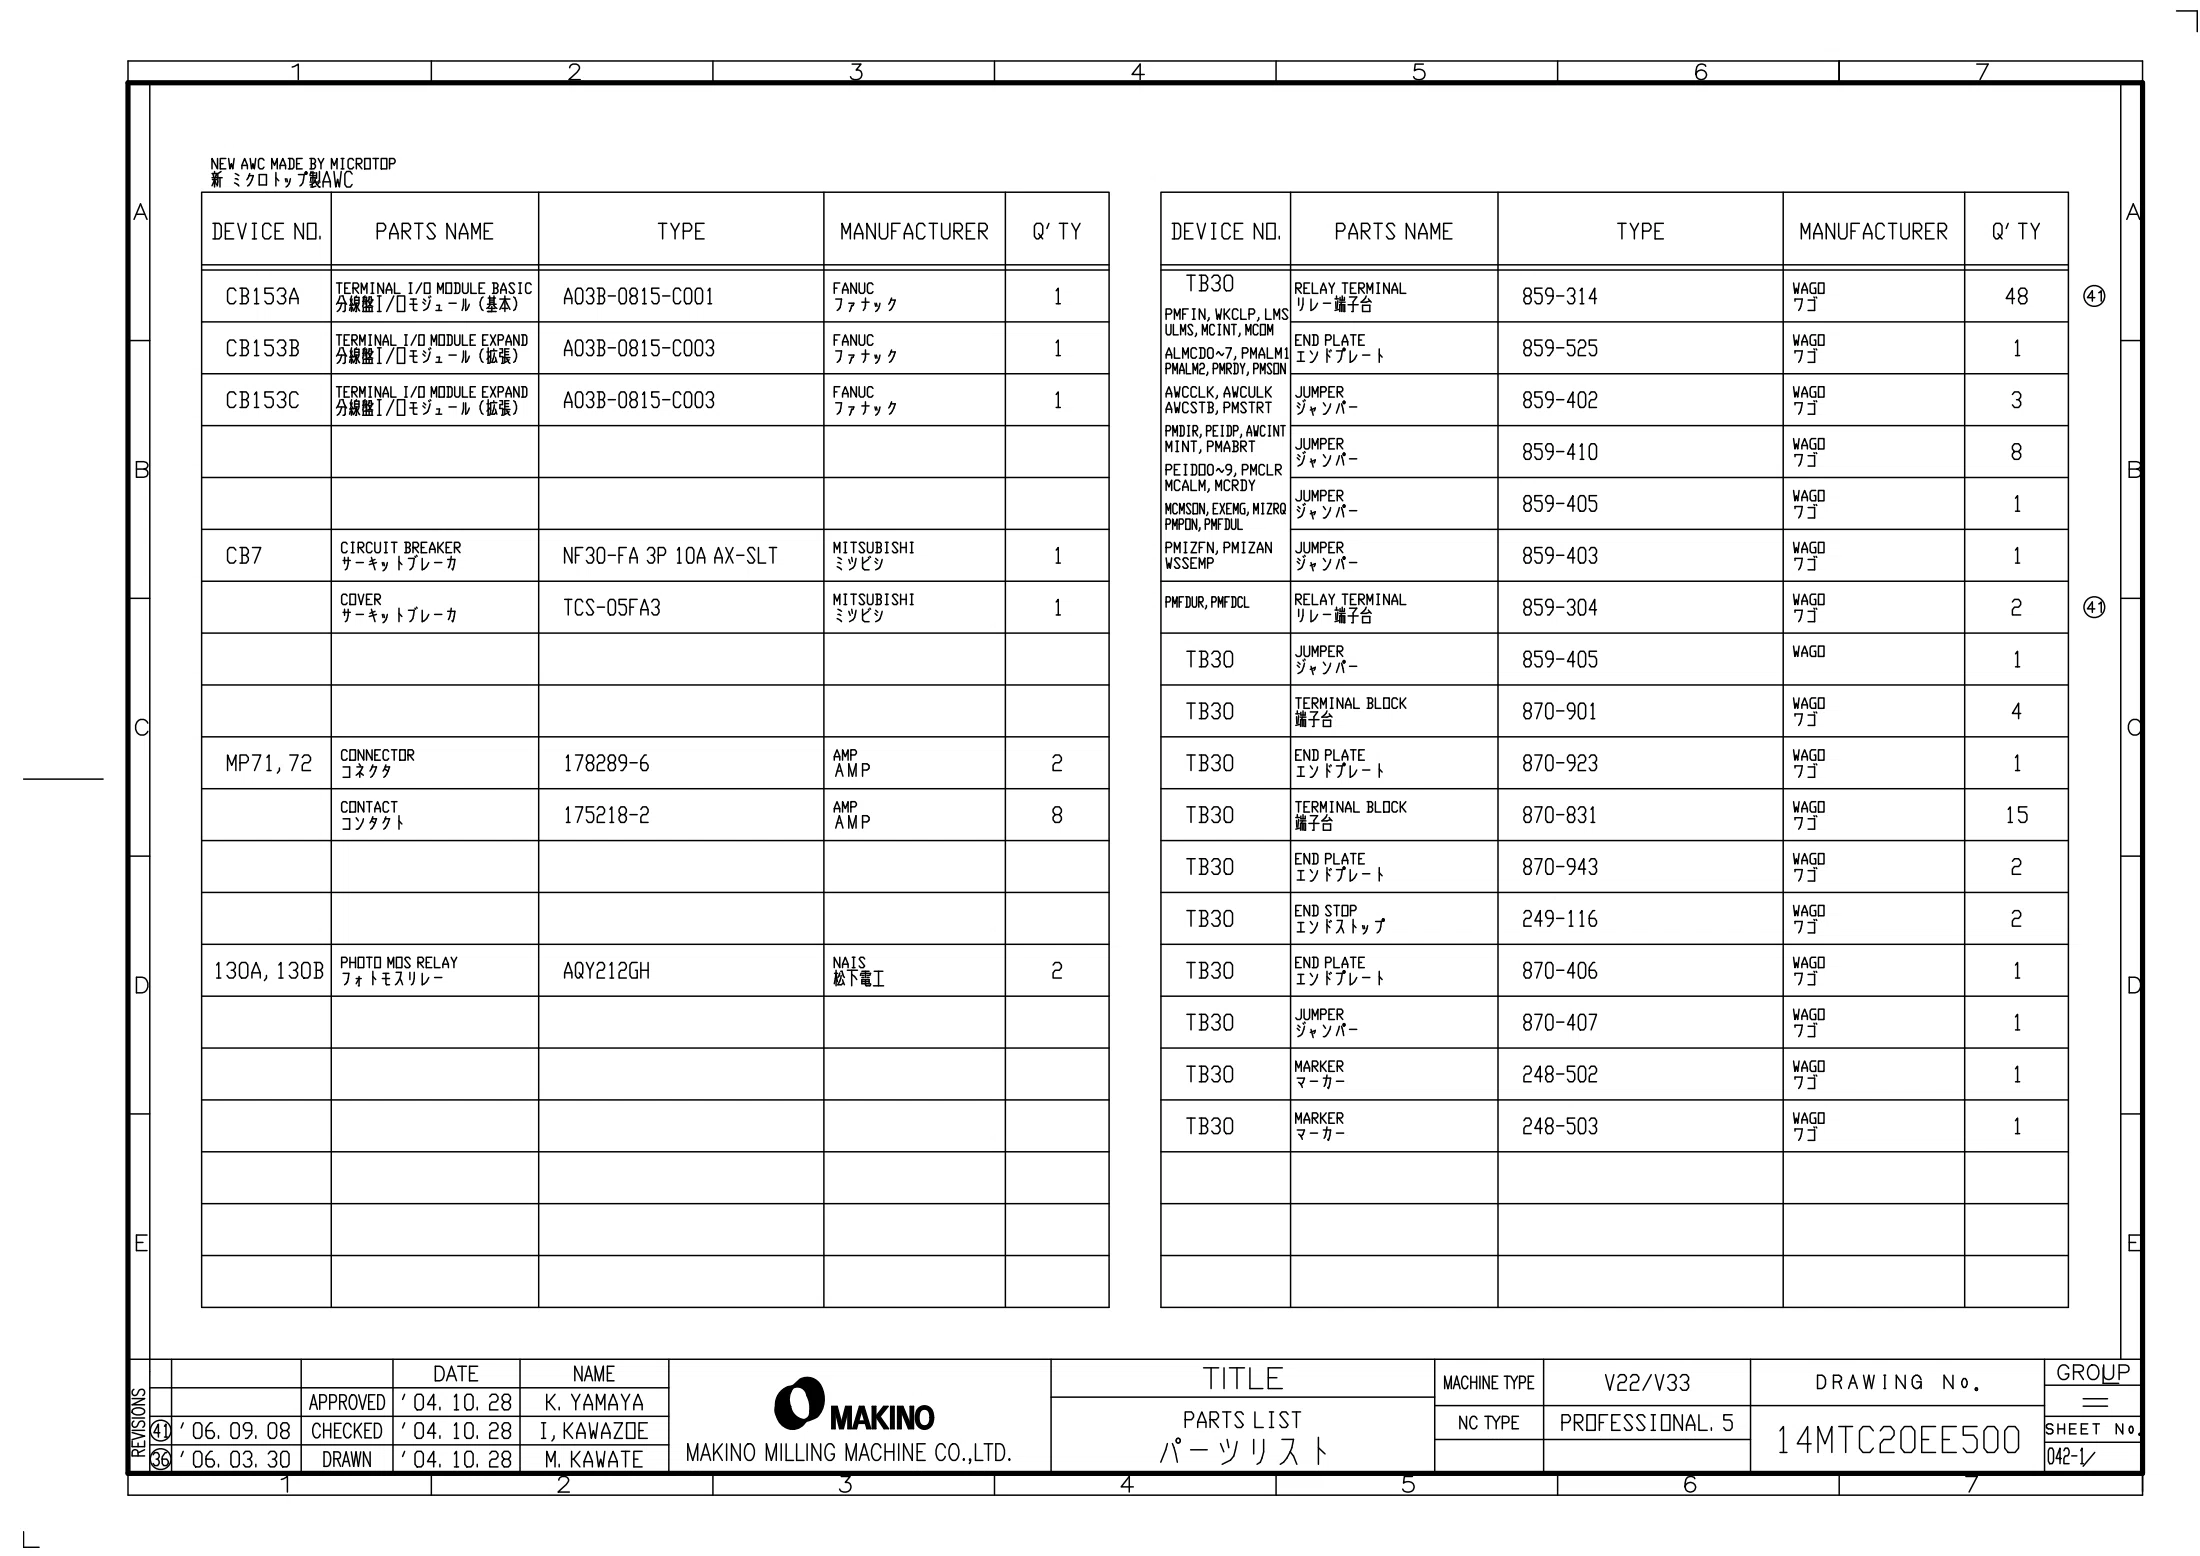 1 2 3 4 5 6 7
NEW AWC MADE BY MICROTOP
新 ミクロトップ製AWC
DEVICE NO. PARTS NAME TYPE MANUFACTURER Q' TY
CB153A TERMINAL I/O MODULE BASIC A03B-0815-C001 FANUC 1
分線盤I/Oモジュール（基本） ファナック
CB153B TERMINAL I/O MODULE EXPAND A03B-0815-C003 FANUC 1
分線盤I/Oモジュール（拡張） ファナック
CB153C TERMINAL I/O MODULE EXPAND A03B-0815-C003 FANUC 1
分線盤I/Oモジュール（拡張） ファナック
CB7 CIRCUIT BREAKER NF30-FA 3P 10A AX-SLT MITSUBISHI 1
サーキットブレーカ ミツビシ
COVER TCS-05FA3 MITSUBISHI 1
サーキットブレーカ ミツビシ
MP71, 72 CONNECTOR 178289-6 AMP 2
コネクタ AMP
CONTACT 175218-2 AMP 8
コンタクト AMP
130A, 130B PHOTO MOS RELAY AQY212GH NAIS 2
フォトモスリレー 松下電工
DEVICE NO. PARTS NAME TYPE MANUFACTURER Q' TY
TB30
PMFIN, WKCLP, LMS
ULMS, MCINT, MCOM
ALMCD0~7, PMALM1
PMALM2, PMRDY, PMSON
AWCCLK, AWCULK
AWCSTB, PMSTRT
PMDIR, PEIDP, AWCINT
MINT, PMABRT
PEIDO0~9, PMCLR
MCALM, MCRDY
MCMSON, EXEMG, MIZRQ
PMPON, PMFDUL
PMIZFN, PMIZAN
WSSEMP
RELAY TERMINAL 859-314 WAGO 48 41
リレー端子台 ワゴ
END PLATE 859-525 WAGO 1
エンドプレート ワゴ
JUMPER 859-402 WAGO 3
ジャンパー ワゴ
JUMPER 859-410 WAGO 8
ジャンパー ワゴ
JUMPER 859-405 WAGO 1
ジャンパー ワゴ
JUMPER 859-403 WAGO 1
ジャンパー ワゴ
PMFDUR, PMFDCL RELAY TERMINAL 859-304 WAGO 2 41
リレー端子台 ワゴ
TB30 JUMPER 859-405 WAGO 1
ジャンパー
TB30 TERMINAL BLOCK 870-901 WAGO 4
端子台 ワゴ
TB30 END PLATE 870-923 WAGO 1
エンドプレート ワゴ
TB30 TERMINAL BLOCK 870-831 WAGO 15
端子台 ワゴ
TB30 END PLATE 870-943 WAGO 2
エンドプレート ワゴ
TB30 END STOP 249-116 WAGO 2
エンドストップ ワゴ
TB30 END PLATE 870-406 WAGO 1
エンドプレート ワゴ
TB30 JUMPER 870-407 WAGO 1
ジャンパー ワゴ
TB30 MARKER 248-502 WAGO 1
マーカー ワゴ
TB30 MARKER 248-503 WAGO 1
マーカー ワゴ
A A
B B
C C
D D
E E
REVISIONS
DATE NAME
APPROVED '04. 10. 28 K. YAMAYA
41 '06. 09. 08 CHECKED '04. 10. 28 I, KAWAZOE
36 '06. 03. 30 DRAWN '04. 10. 28 M. KAWATE
MAKINO
MAKINO MILLING MACHINE CO.,LTD.
TITLE
PARTS LIST
パーツリスト
MACHINE TYPE V22/V33
NC TYPE PROFESSIONAL. 5
DRAWING No.
14MTC20EE500
GROUP
=
SHEET No.
042-1/
1 2 3 4 5 6 7